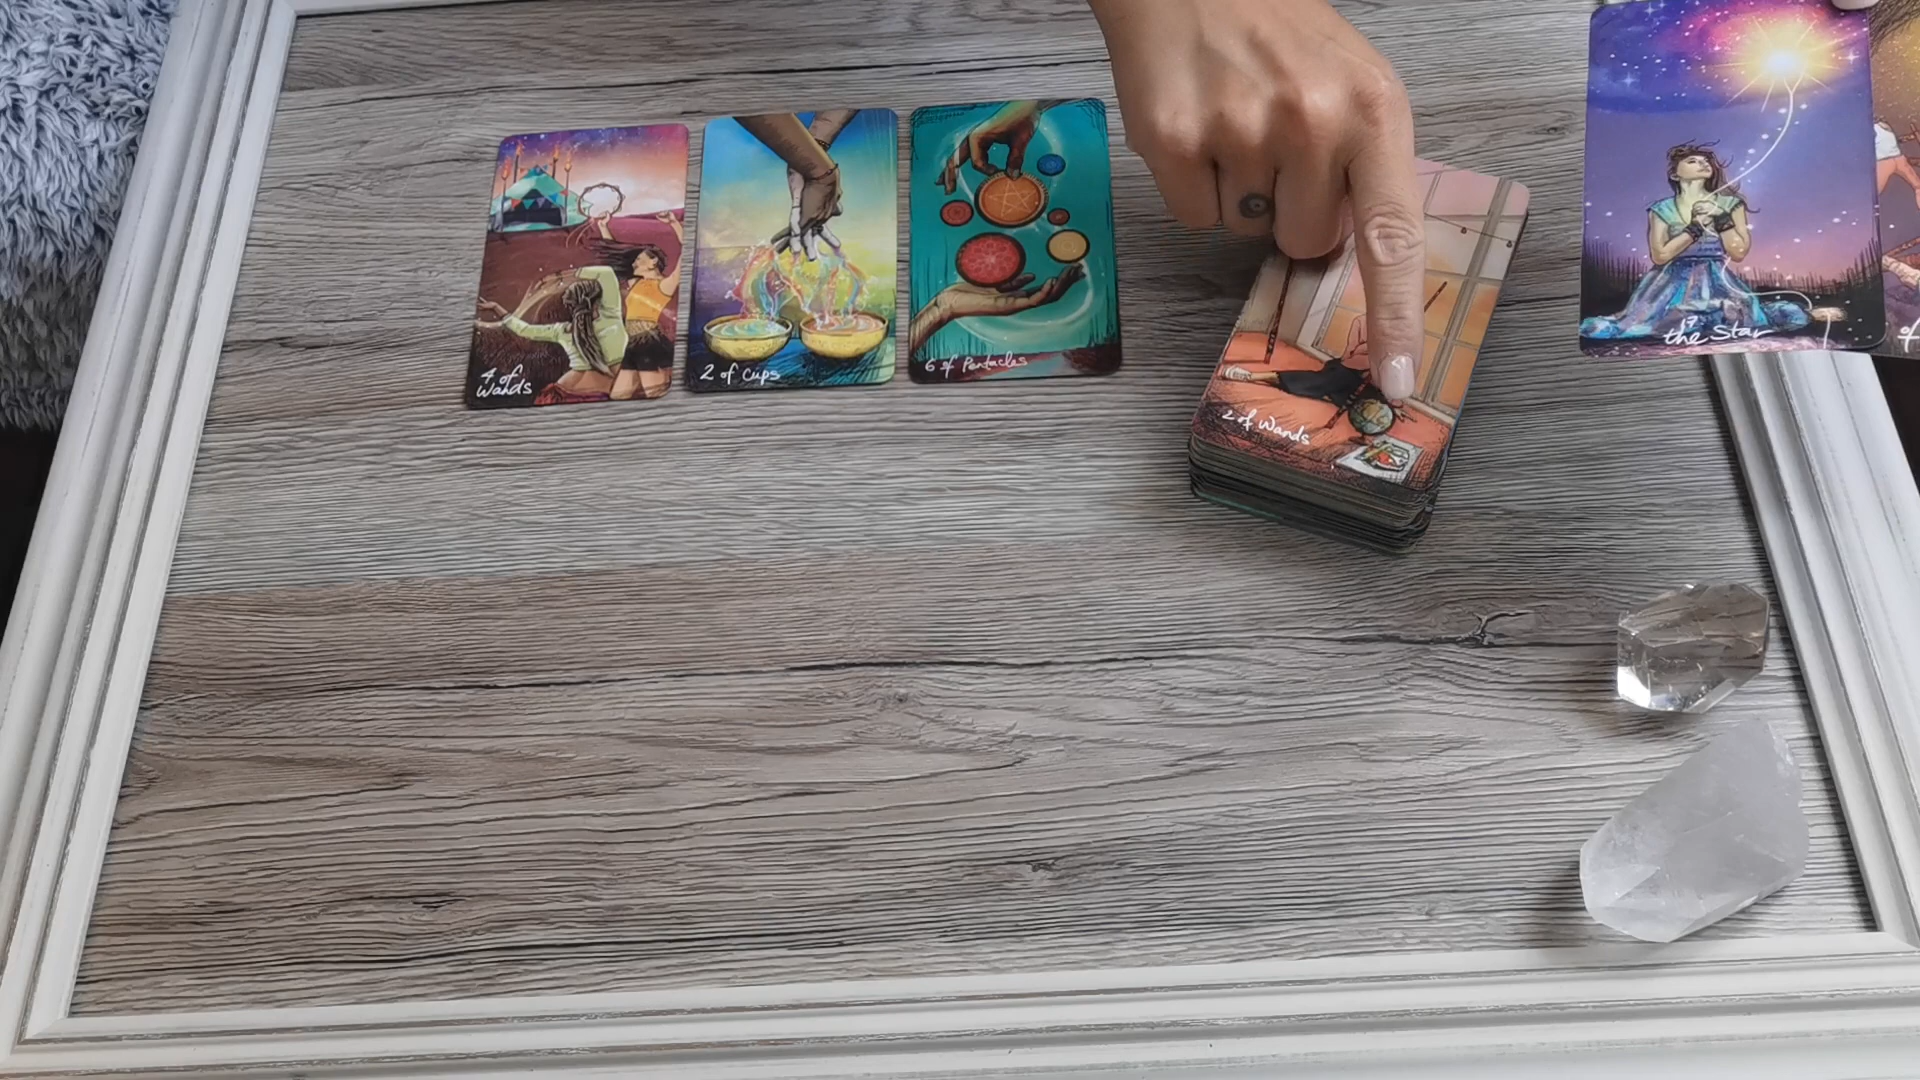 4 of
Wands
2 of Cups
6 of Pentacles
2 of Wands
17
the Star